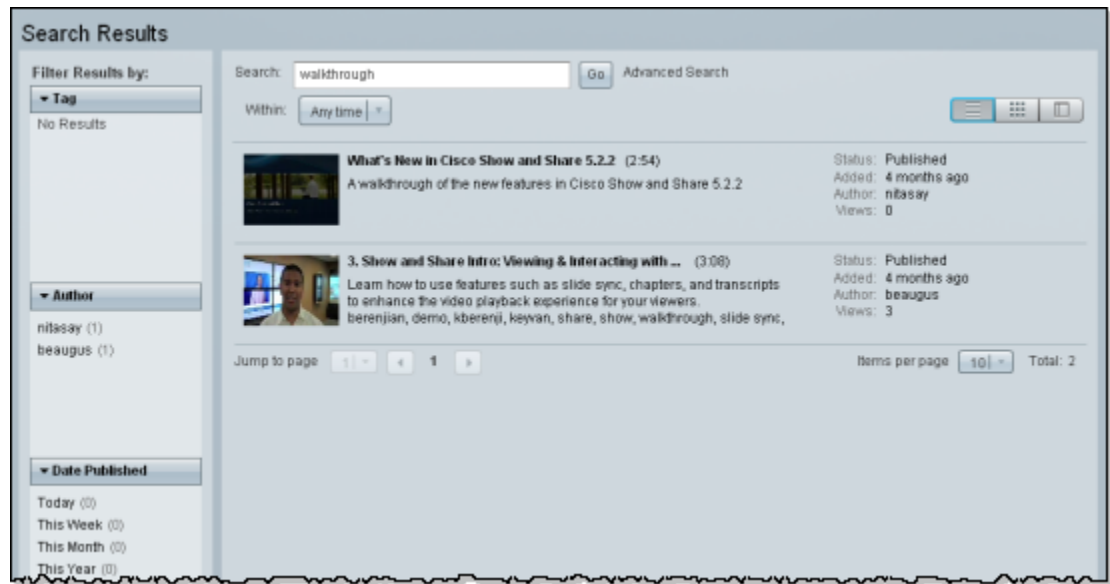 Search Results
Filter Results by:
Tag
No Results
Author
nitasay (1)
beaugus (1)
Date Published
Today (0)
This Week (0)
This Month (0)
This Year (0)
Search: walkthrough Go Advanced Search
Within: Any time
What's New in Cisco Show and Share 5.2.2 (2:54)
A walkthrough of the new features in Cisco Show and Share 5.2.2
Status: Published
Added: 4 months ago
Author: nitasay
Views: 0
3. Show and Share Intro: Viewing & Interacting with ... (3:08)
Learn how to use features such as slide sync, chapters, and transcripts
to enhance the video playback experience for your viewers.
berenjian, demo, kberenji, keyvan, share, show, walkthrough, slide sync,
Status: Published
Added: 4 months ago
Author: beaugus
Views: 3
Jump to page 1 1 Items per page 10 Total: 2